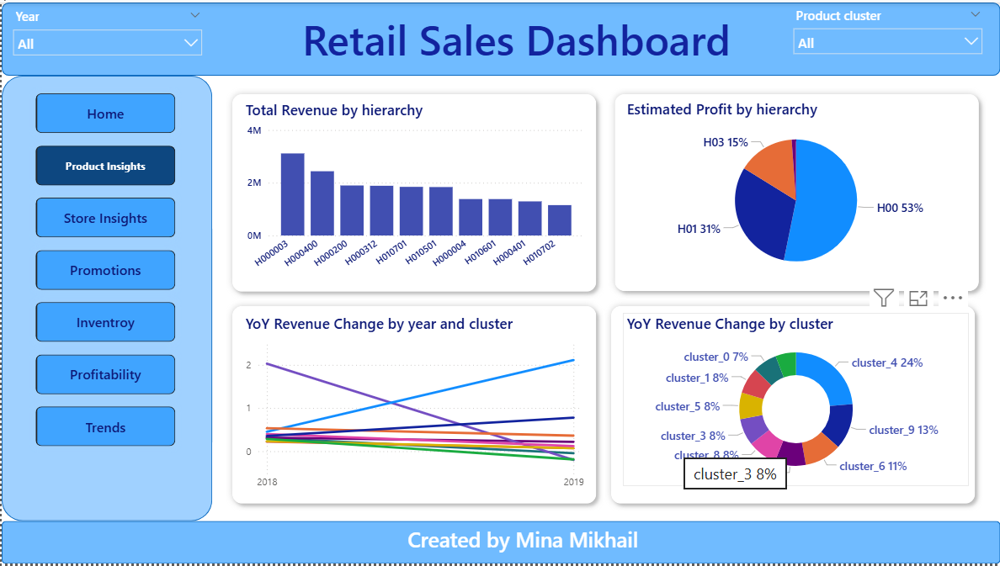 Year
All
Retail Sales Dashboard
Product cluster
All
Home
Product Insights
Store Insights
Promotions
Inventroy
Profitability
Trends
Total Revenue by hierarchy
4M
2M
0M
H000003
H000400
H000200
H000312
H010701
H010501
H000004
H010601
H000401
H010702
Estimated Profit by hierarchy
H03 15%
H00 53%
H01 31%
YoY Revenue Change by year and cluster
2
1
0
2018
2019
YoY Revenue Change by cluster
cluster_0 7%
cluster_4 24%
cluster_1 8%
cluster_5 8%
cluster_9 13%
cluster_3 8%
cluster_8 8%
cluster_6 11%
cluster_3 8%
Created by Mina Mikhail